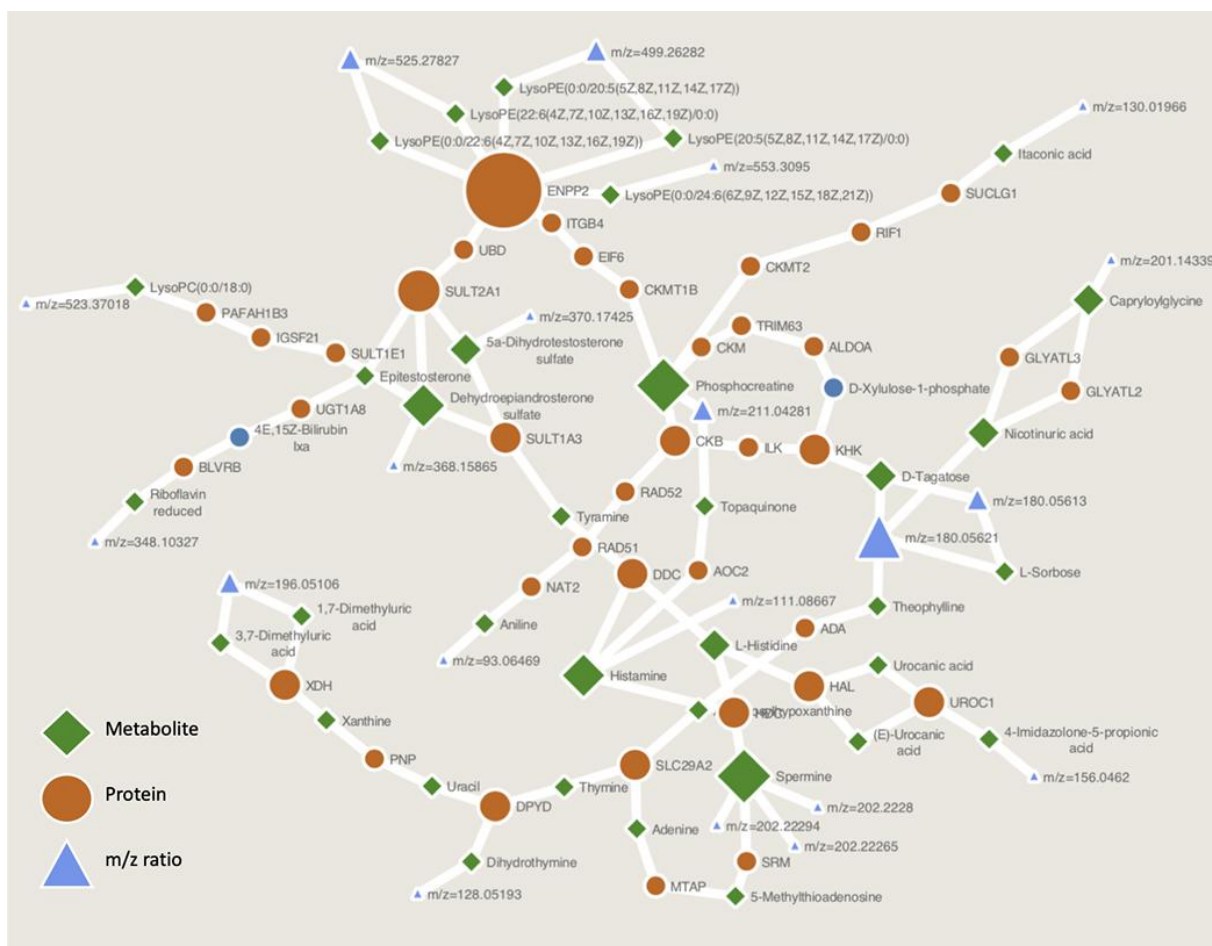 m/z=525.27827
m/z=499.26282
LysoPE(0:0/20:5(5Z,8Z,11Z,14Z,17Z))
m/z=130.01966
LysoPE(22:6(4Z,7Z,10Z,13Z,16Z,19Z)/0:0)
LysoPE(0:0/22:6(4Z,7Z,10Z,13Z,16Z,19Z))
LysoPE(20:5(5Z,8Z,11Z,14Z,17Z)/0:0)
Itaconic acid
m/z=553.3095
ENPP2
LysoPE(0:0/24:6(6Z,9Z,12Z,15Z,18Z,21Z))
SUCLG1
ITGB4
RIF1
UBD
EIF6
CKMT2
m/z=201.14339
LysoPC(0:0/18:0)
SULT2A1
CKMT1B
Capryloylglycine
m/z=523.37018
PAFAH1B3
m/z=370.17425
TRIM63
IGSF21
5a-Dihydrotestosterone
sulfate
CKM
ALDOA
SULT1E1
GLYATL3
Epitestosterone
Phosphocreatine
D-Xylulose-1-phosphate
GLYATL2
UGT1A8
Dehydroepiandrosterone
sulfate
m/z=211.04281
4E,15Z-Bilirubin
Ixa
SULT1A3
CKB
ILK
KHK
Nicotinuric acid
BLVRB
m/z=368.15865
D-Tagatose
Riboflavin
reduced
RAD52
Topaquinone
m/z=180.05613
Tyramine
m/z=348.10327
RAD51
m/z=180.05621
DDC
AOC2
L-Sorbose
m/z=196.05106
NAT2
1,7-Dimethyluric
acid
m/z=111.08667
Theophylline
Aniline
ADA
3,7-Dimethyluric
acid
L-Histidine
m/z=93.06469
Urocanic acid
XDH
Histamine
HAL
UROC1
Metabolite
Xanthine
HDC
(E)-Urocanic
acid
4-Imidazolone-5-propionic
acid
PNP
SLC29A2
Spermine
m/z=156.0462
Protein
Uracil
Thymine
DPYD
m/z=202.2228
Adenine
m/z=202.22294
m/z=202.22265
m/z ratio
Dihydrothymine
SRM
m/z=128.05193
MTAP
5-Methylthioadenosine